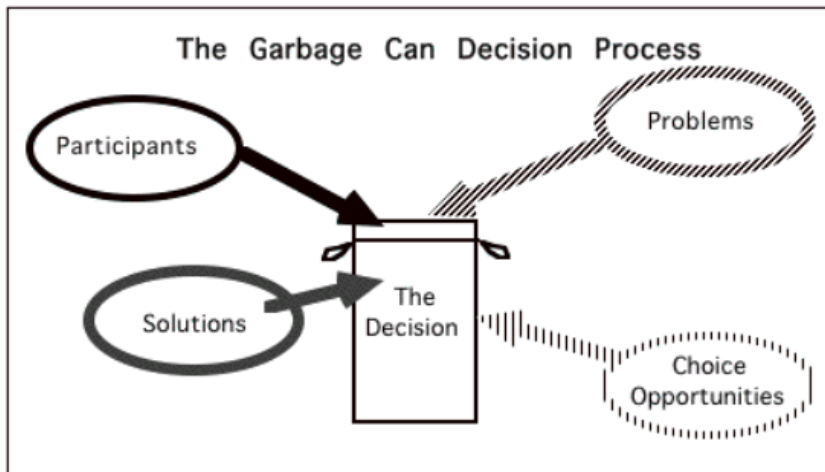 The Garbage Can Decision Process
Participants
Problems
Solutions
The
Decision
Choice
Opportunities